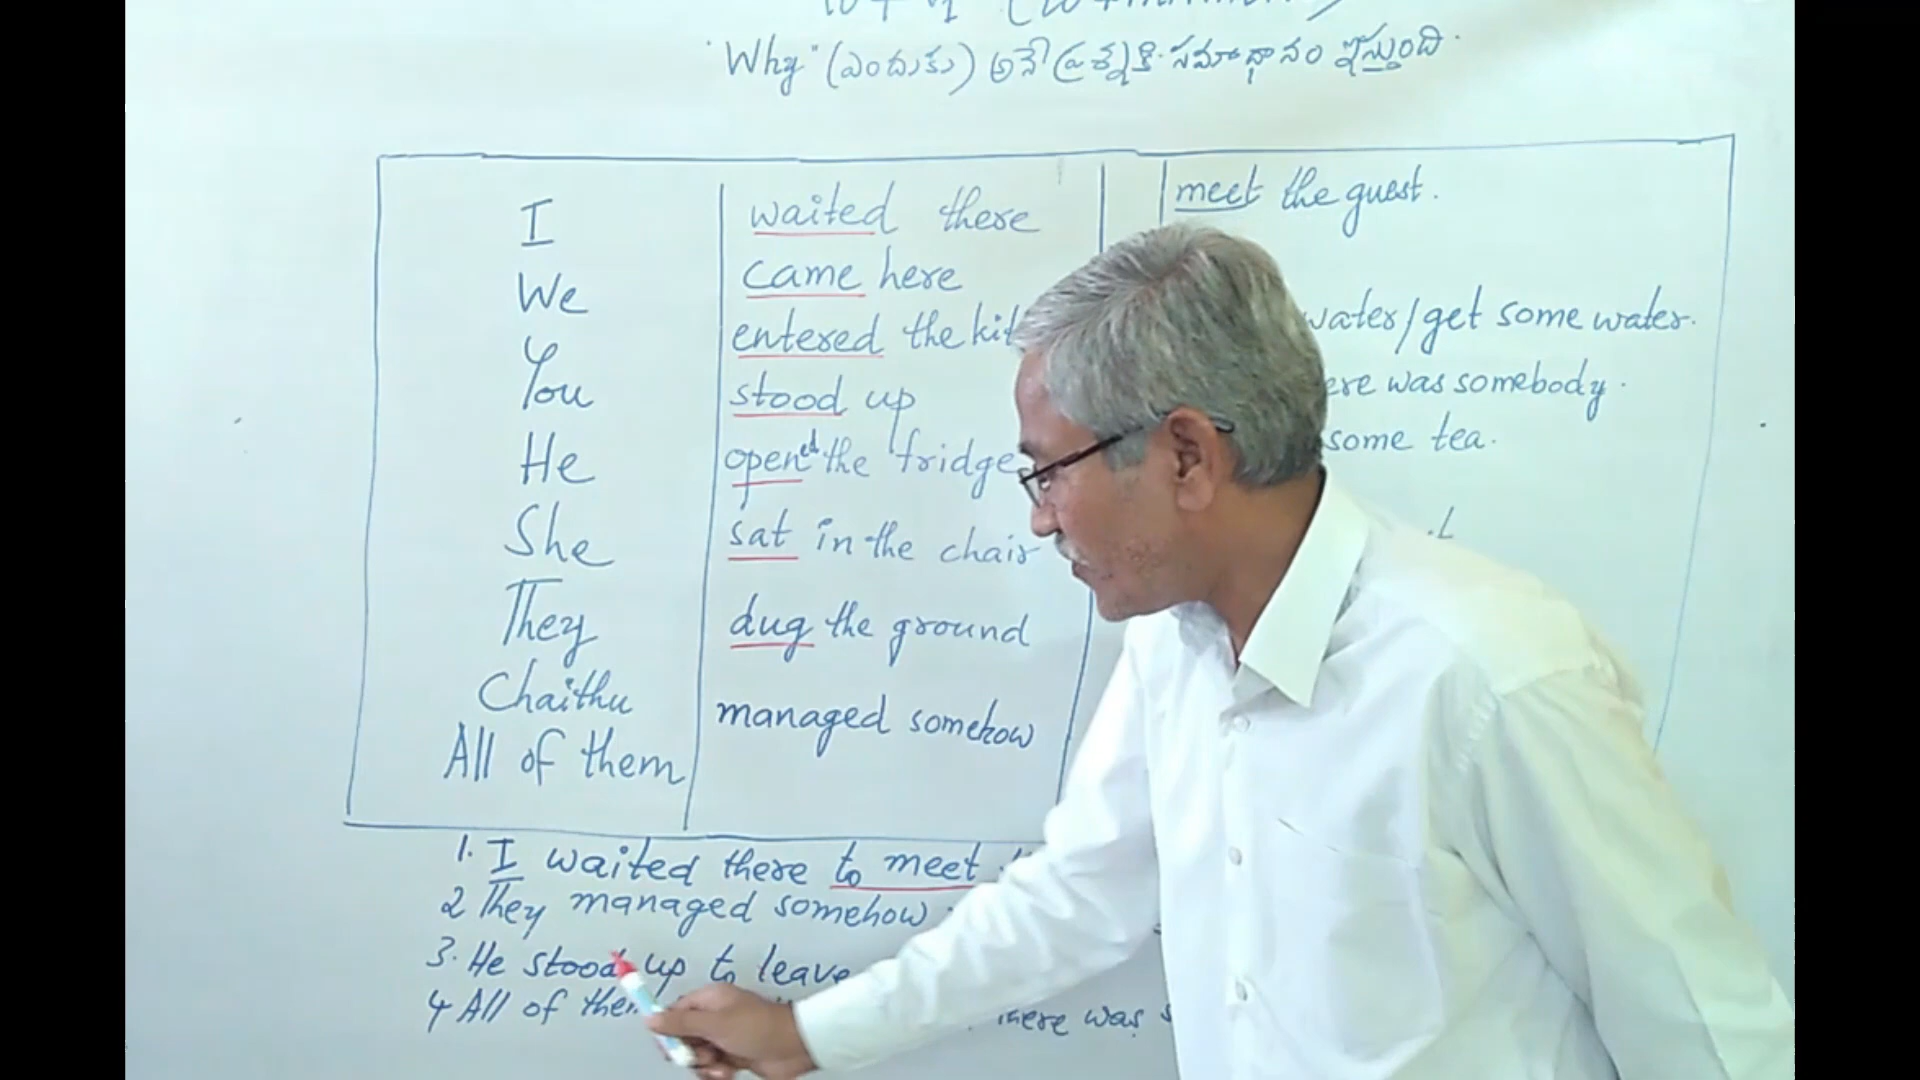 "Why" (ఎందుకు) అనే ప్రశ్నకి సమాధానం ఇస్తుంది.
I
We
You
He
She
They
Chaithu
All of them
waited there
came here
entered the
stood up
opened the fridge
sat in the chair
dug the ground
managed somehow
meet the guest.
water/get some water.
was somebody.
some tea.
1. I waited there to meet
2 They managed somehow
3. He stood up to leave
4 All of them there was